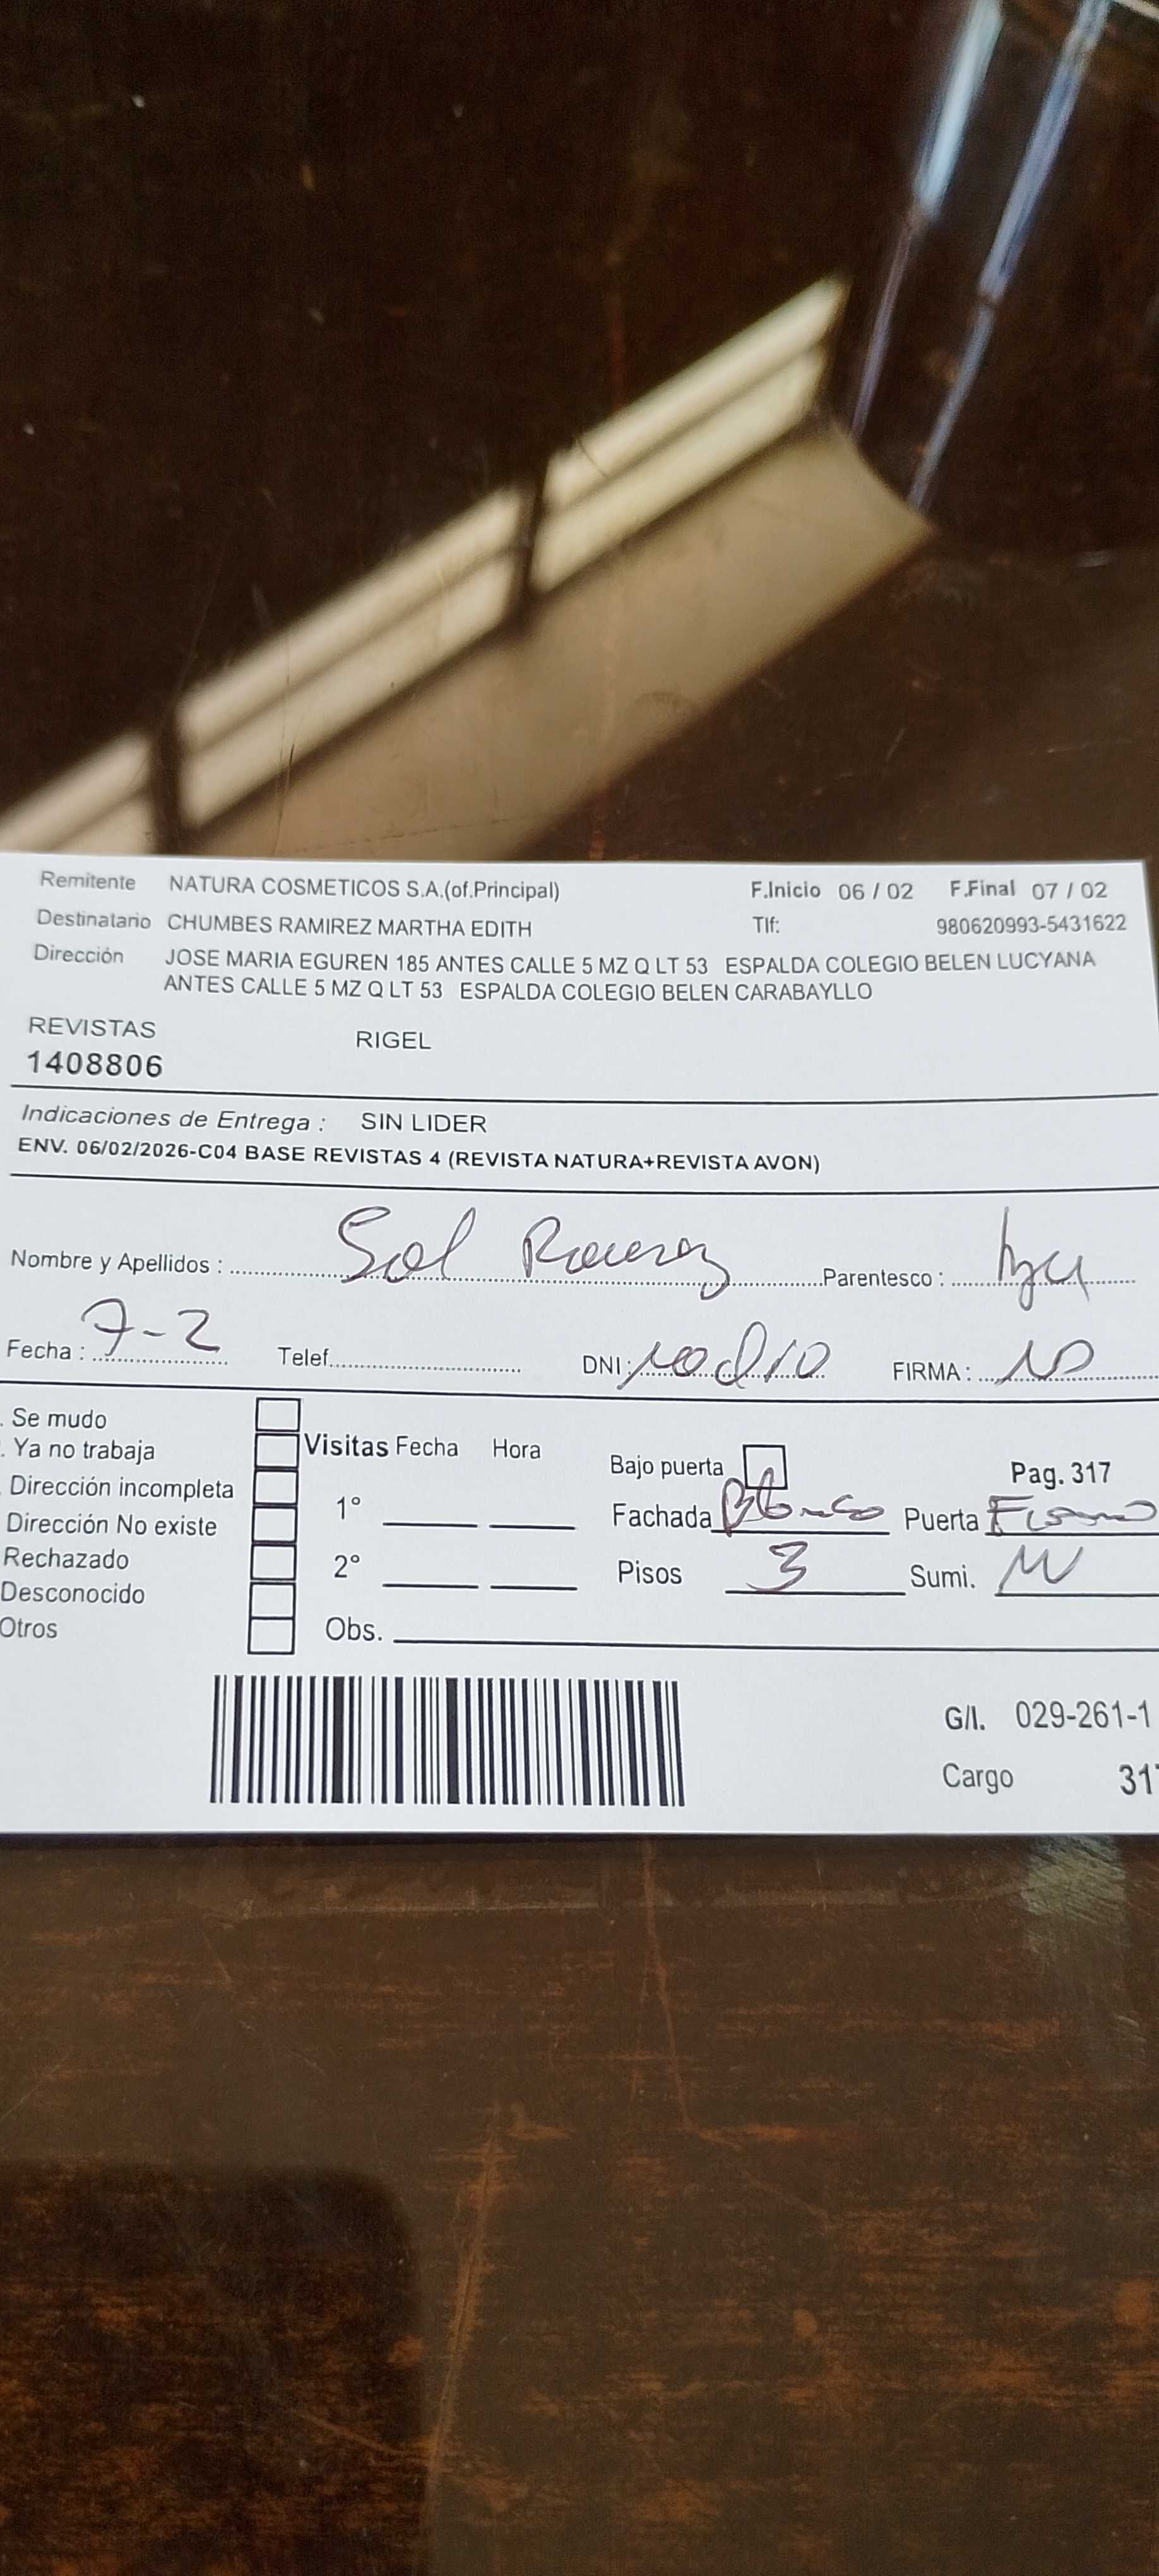 Remitente NATURA COSMETICOS S.A.(of.Principal) F.Inicio 06 / 02 F.Final 07 / 02
Destinatario CHUMBES RAMIREZ MARTHA EDITH Tlf: 980620993-5431622
Dirección JOSE MARIA EGUREN 185 ANTES CALLE 5 MZ Q LT 53 ESPALDA COLEGIO BELEN LUCYANA
ANTES CALLE 5 MZ Q LT 53 ESPALDA COLEGIO BELEN CARABAYLLO
REVISTAS RIGEL
1408806
Indicaciones de Entrega : SIN LIDER
ENV. 06/02/2026-C04 BASE REVISTAS 4 (REVISTA NATURA+REVISTA AVON)
Nombre y Apellidos : Sol Parentesco :
Fecha : 7-2 Telef. DNI: FIRMA :
. Se mudo
. Ya no trabaja Visitas Fecha Hora Bajo puerta Pag. 317
. Dirección incompleta 1° Fachada Puerta
Dirección No existe
Rechazado 2° Pisos 3 Sumi.
Desconocido
Otros Obs.
G/I. 029-261-1
Cargo 317